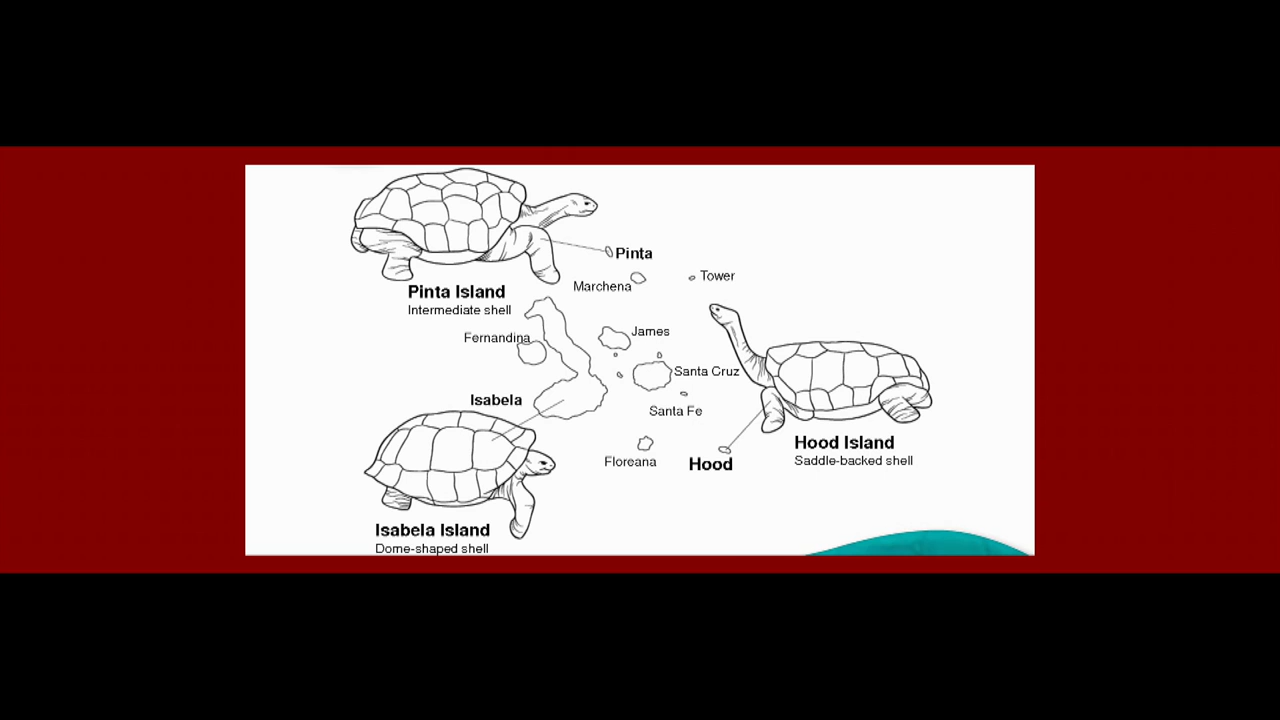 Pinta
Tower
Marchena
Pinta Island
Intermediate shell
James
Fernandina
Santa Cruz
Isabela
Santa Fe
Hood Island
Saddle-backed shell
Floreana
Hood
Isabela Island
Dome-shaped shell